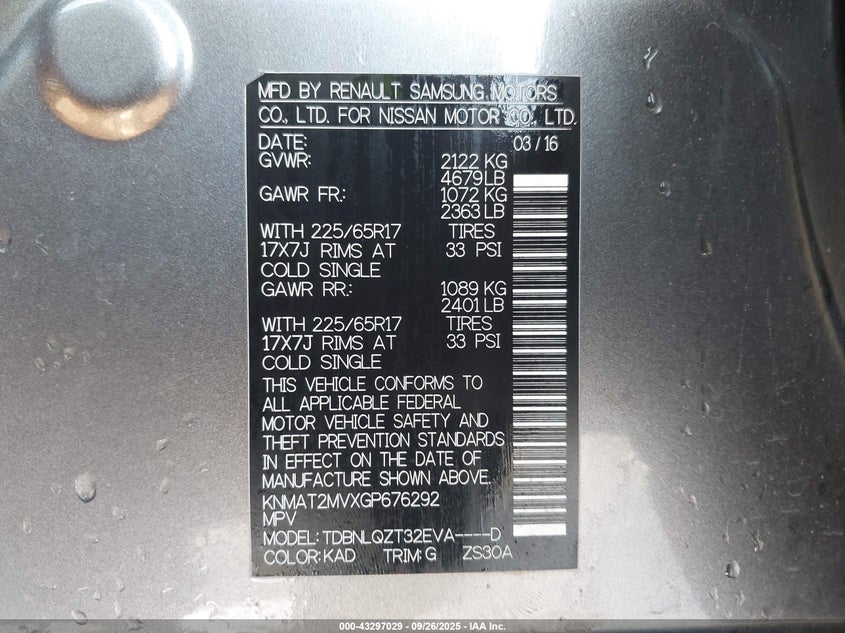 MFD BY RENAULT SAMSUNG MOTORS
CO., LTD. FOR NISSAN MOTOR CO., LTD.
DATE: 03 / 16
GVWR: 2122 KG
4679 LB
GAWR FR.: 1072 KG
2363 LB
WITH 225/65R17 TIRES
17X7J RIMS AT 33 PSI
COLD SINGLE
GAWR RR.: 1089 KG
2401 LB
WITH 225/65R17 TIRES
17X7J RIMS AT 33 PSI
COLD SINGLE
THIS VEHICLE CONFORMS TO
ALL APPLICABLE FEDERAL
MOTOR VEHICLE SAFETY AND
THEFT PREVENTION STANDARDS
IN EFFECT ON THE DATE OF
MANUFACTURE SHOWN ABOVE.
KNMAT2MVXGP676292
MPV
MODEL: TDBNLQZT32EVA----D
COLOR: KAD TRIM: G ZS30A
000-43297029 - 09/26/2025 - IAA Inc.